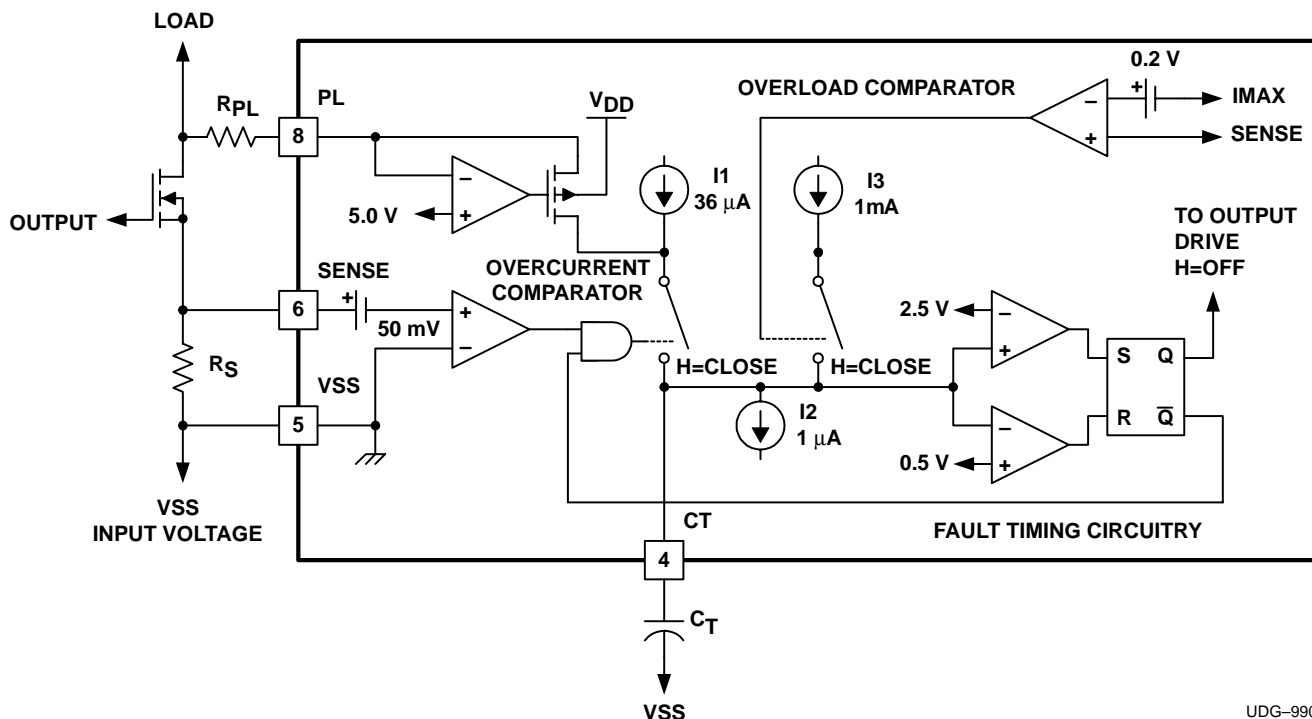 LOAD
RPL
PL
8
VDD
OVERLOAD COMPARATOR
0.2 V
+
−
IMAX
+
SENSE
−
+
5.0 V
I1
36 μA
I3
1mA
OUTPUT
TO OUTPUT
DRIVE
H=OFF
SENSE
6
+
50 mV
OVERCURRENT
COMPARATOR
+
−
2.5 V
−
+
H=CLOSE
H=CLOSE
S
Q
R
Q̅
RS
VSS
5
I2
1 μA
0.5 V
−
+
VSS
INPUT VOLTAGE
CT
FAULT TIMING CIRCUITRY
4
CT
VSS
UDG–990